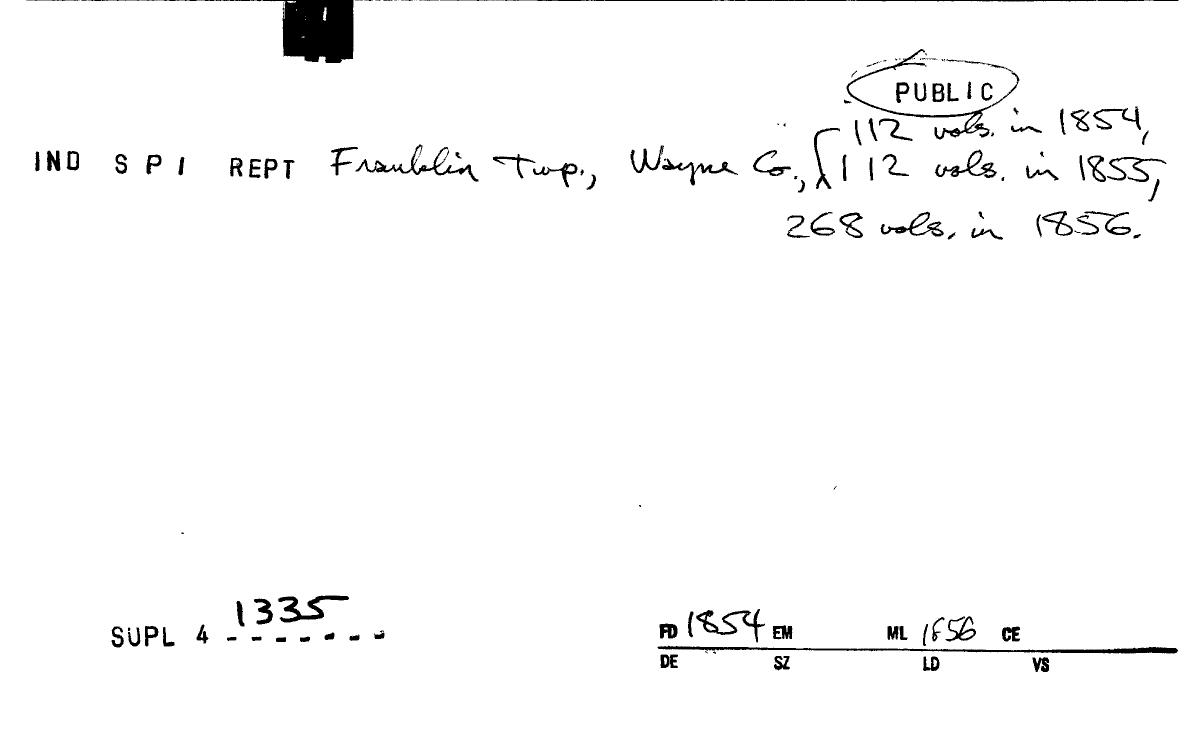 PUBLIC
112 vols. in 1854,
IND S P I REPT Franklin Twp., Wayne Co., 112 vols. in 1855,
268 vols. in 1856.
1335
SUPL 4 -------
FD 1854 EM ML 1856 CE
DE SZ LD VS